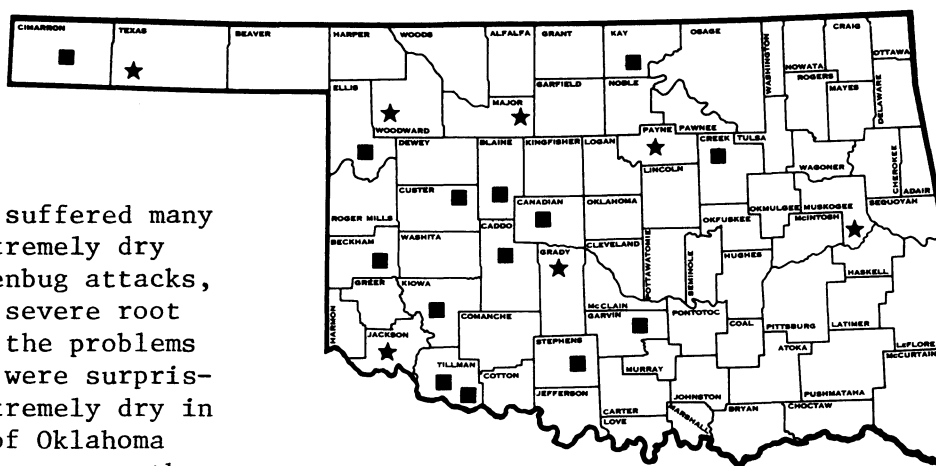 suffered many
tremely dry
enbug attacks,
severe root
the problems
were surpris-
tremely dry in
of Oklahoma
CIMARRON
TEXAS
BEAVER
HARPER
WOODS
ALFALFA
GRANT
KAY
OSAGE
WASHINGTON
NOWATA
CRAIG
OTTAWA
ROGERS
MAYES
DELAWARE
ELLIS
WOODWARD
MAJOR
GARFIELD
NOBLE
PAYNE
PAWNEE
CREEK
TULSA
WAGONER
CHEROKEE
ADAIR
DEWEY
BLAINE
KINGFISHER
LOGAN
LINCOLN
ROGER MILLS
CUSTER
CANADIAN
OKLAHOMA
OKFUSKEE
OKMULGEE
MUSKOGEE
McINTOSH
SEQUOYAH
BECKHAM
WASHITA
CADDO
GRADY
CLEVELAND
POTTAWATOMIE
SEMINOLE
HUGHES
HASKELL
GREER
KIOWA
HARMON
JACKSON
COMANCHE
McCLAIN
GARVIN
PONTOTOC
COAL
PITTSBURG
LATIMER
LeFLORE
McCURTAIN
TILLMAN
COTTON
STEPHENS
JEFFERSON
MURRAY
CARTER
LOVE
JOHNSTON
MARSHALL
BRYAN
ATOKA
PUSHMATAHA
CHOCTAW